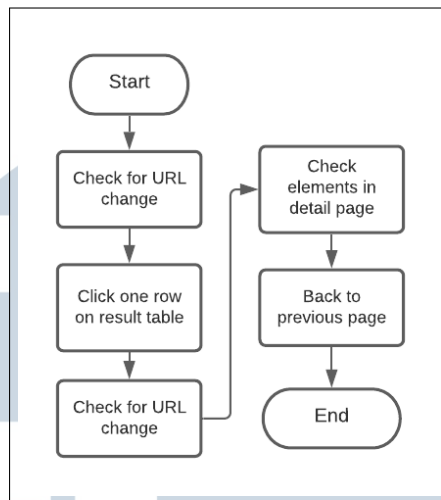 Start
Check for URL
change
Click one row
on result table
Check for URL
change
Check
elements in
detail page
Back to
previous page
End